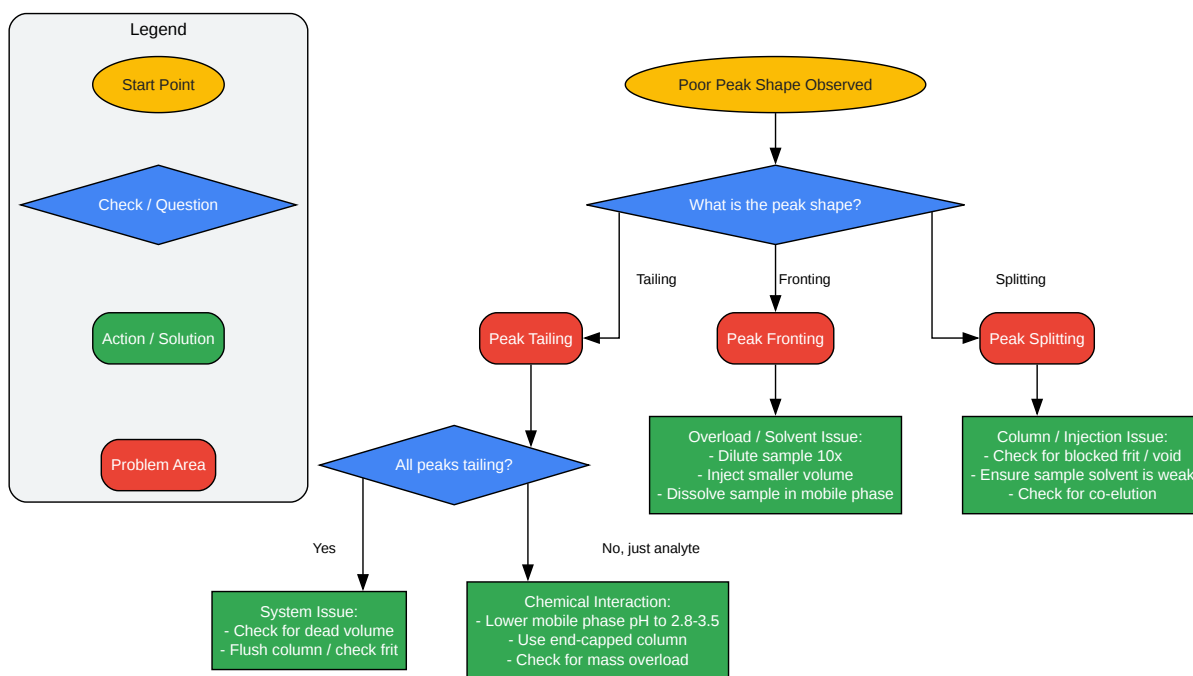 Legend
Start Point
Check / Question
Action / Solution
Problem Area
Poor Peak Shape Observed
What is the peak shape?
Tailing
Fronting
Splitting
Peak Tailing
Peak Fronting
Peak Splitting
All peaks tailing?
Overload / Solvent Issue:
- Dilute sample 10x
- Inject smaller volume
- Dissolve sample in mobile phase
Column / Injection Issue:
- Check for blocked frit / void
- Ensure sample solvent is weak
- Check for co-elution
Yes
No, just analyte
System Issue:
- Check for dead volume
- Flush column / check frit
Chemical Interaction:
- Lower mobile phase pH to 2.8-3.5
- Use end-capped column
- Check for mass overload